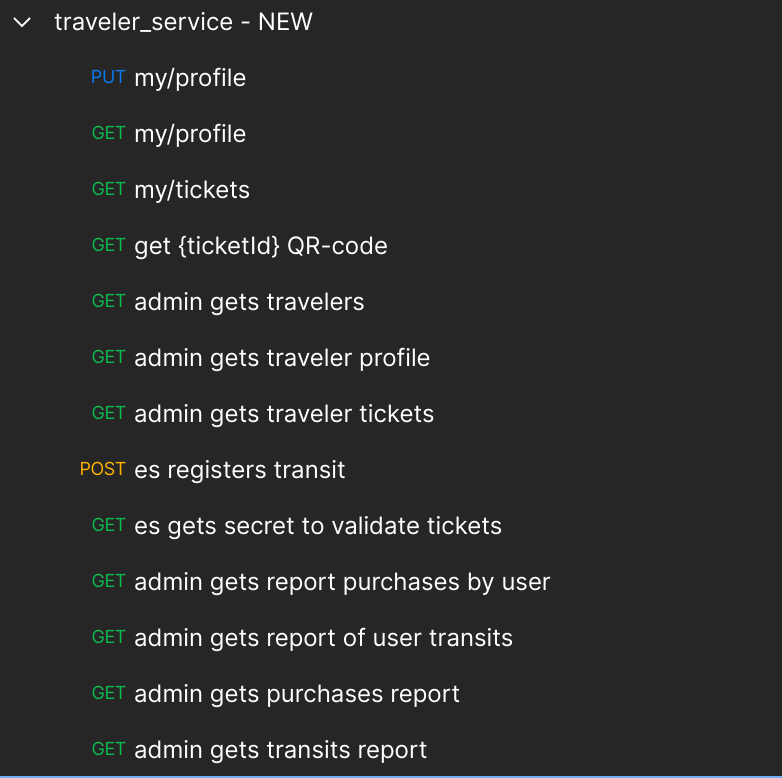 traveler_service - NEW
PUT my/profile
GET my/profile
GET my/tickets
GET get {ticketId} QR-code
GET admin gets travelers
GET admin gets traveler profile
GET admin gets traveler tickets
POST es registers transit
GET es gets secret to validate tickets
GET admin gets report purchases by user
GET admin gets report of user transits
GET admin gets purchases report
GET admin gets transits report